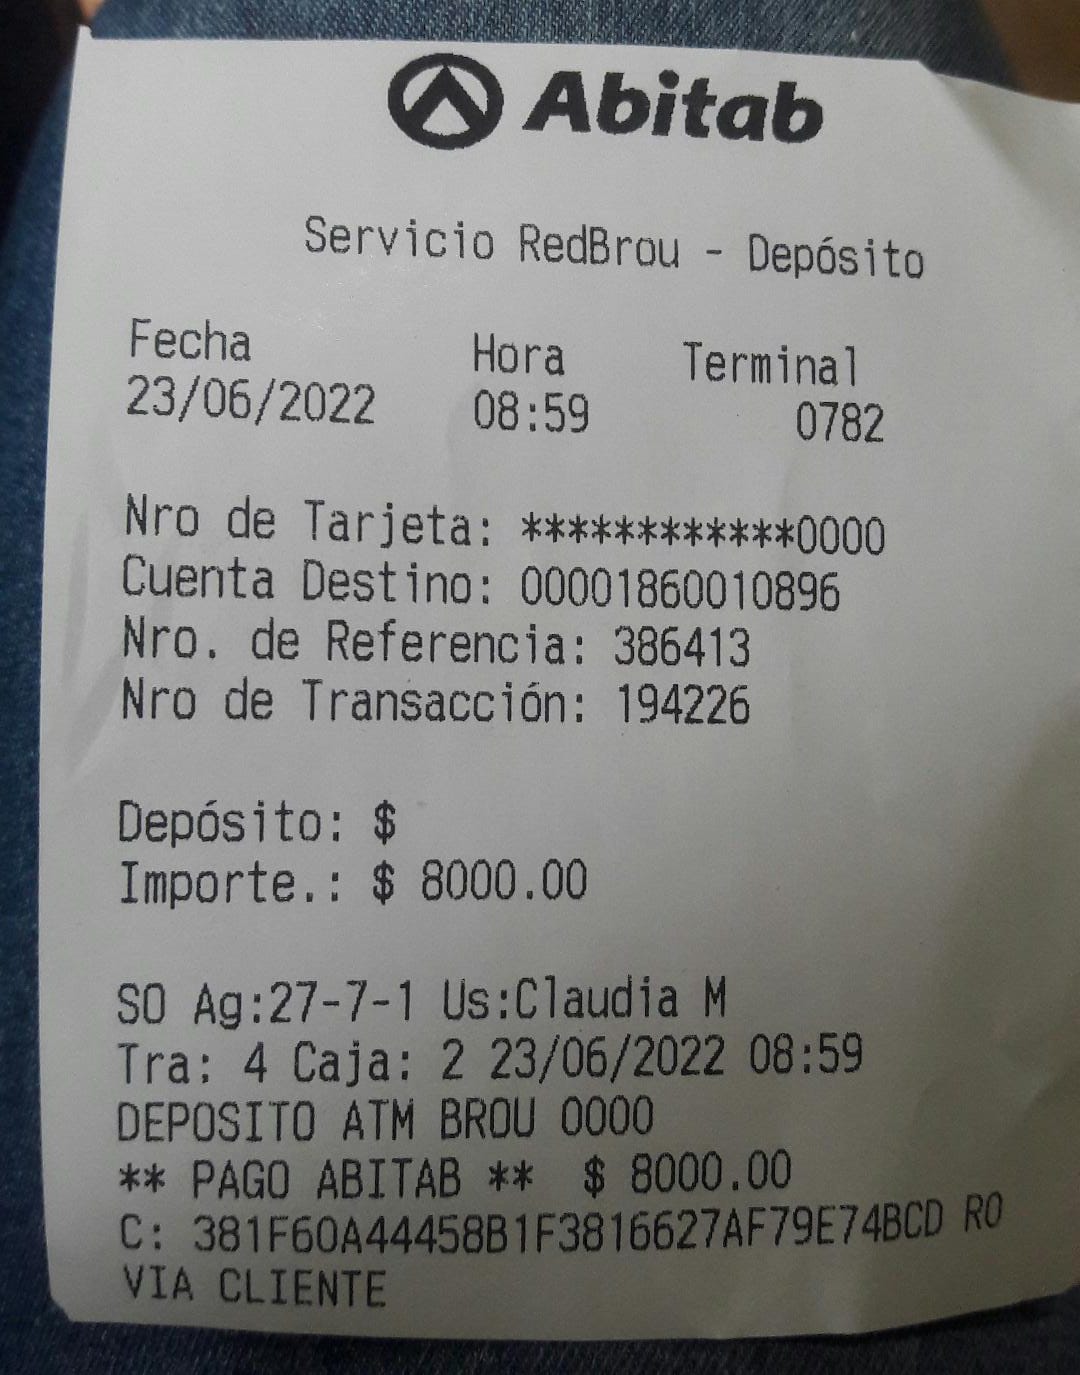 Abitab
Servicio RedBrou - Depósito
Fecha Hora Terminal
23/06/2022 08:59 0782
Nro de Tarjeta: ************0000
Cuenta Destino: 00001860010896
Nro. de Referencia: 386413
Nro de Transacción: 194226
Depósito: $
Importe.: $ 8000.00
SO Ag:27-7-1 Us:Claudia M
Tra: 4 Caja: 2 23/06/2022 08:59
DEPOSITO ATM BROU 0000
** PAGO ABITAB ** $ 8000.00
C: 381F60A44458B1F3816627AF79E74BCD RO
VIA CLIENTE